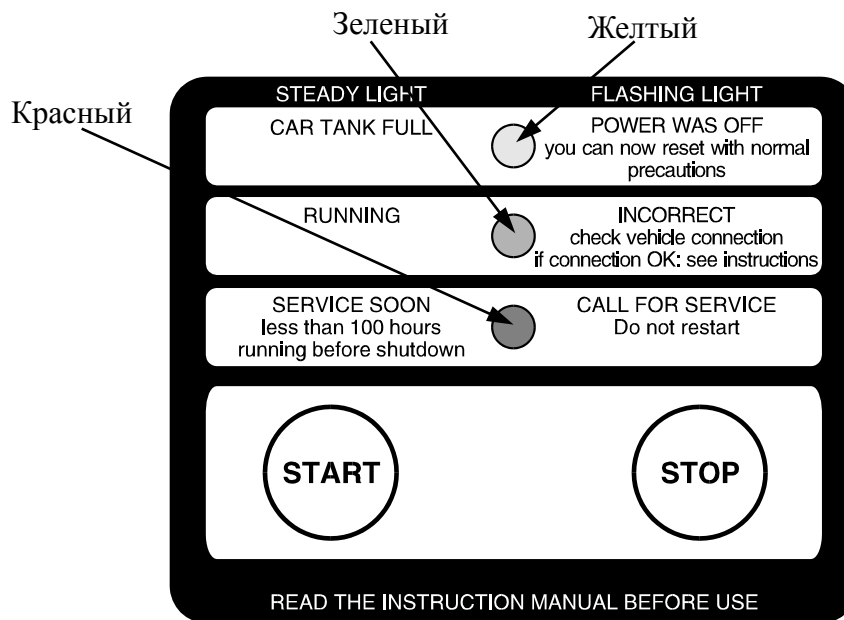 Зеленый
Желтый
Красный
STEADY LIGHT
FLASHING LIGHT
CAR TANK FULL
POWER WAS OFF
you can now reset with normal
precautions
RUNNING
INCORRECT
check vehicle connection
if connection OK: see instructions
SERVICE SOON
less than 100 hours
running before shutdown
CALL FOR SERVICE
Do not restart
START
STOP
READ THE INSTRUCTION MANUAL BEFORE USE